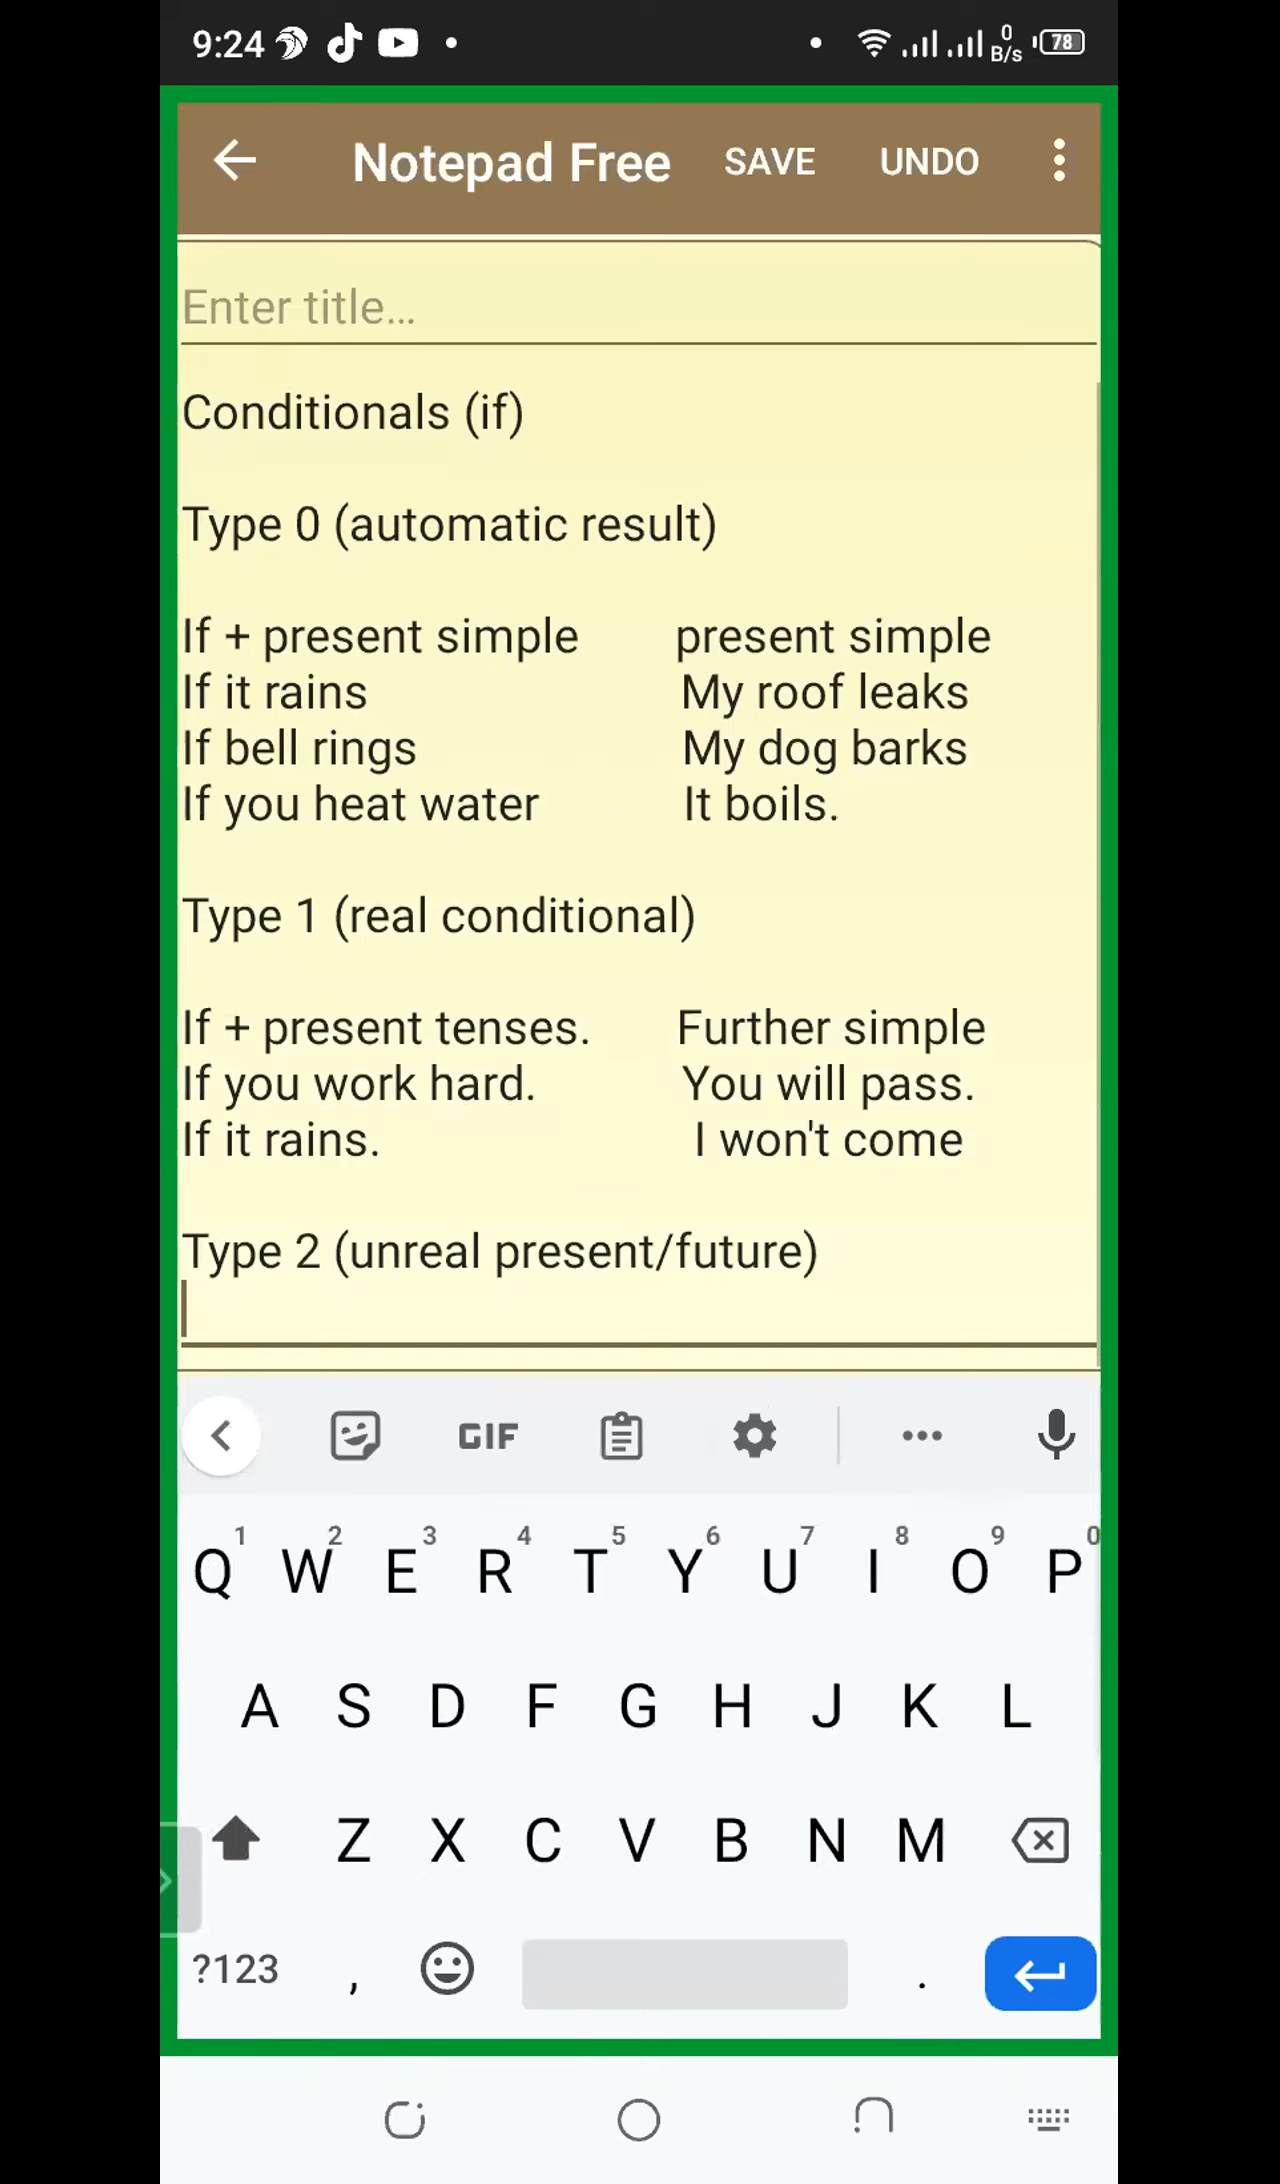 9:24 0 B/s 78
Notepad Free SAVE UNDO
Enter title...
Conditionals (if)
Type 0 (automatic result)
If + present simple present simple
If it rains My roof leaks
If bell rings My dog barks
If you heat water It boils.
Type 1 (real conditional)
If + present tenses. Further simple
If you work hard. You will pass.
If it rains. I won't come
Type 2 (unreal present/future)
GIF
1 2 3 4 5 6 7 8 9 0
Q W E R T Y U I O P
A S D F G H J K L
Z X C V B N M
?123 , .